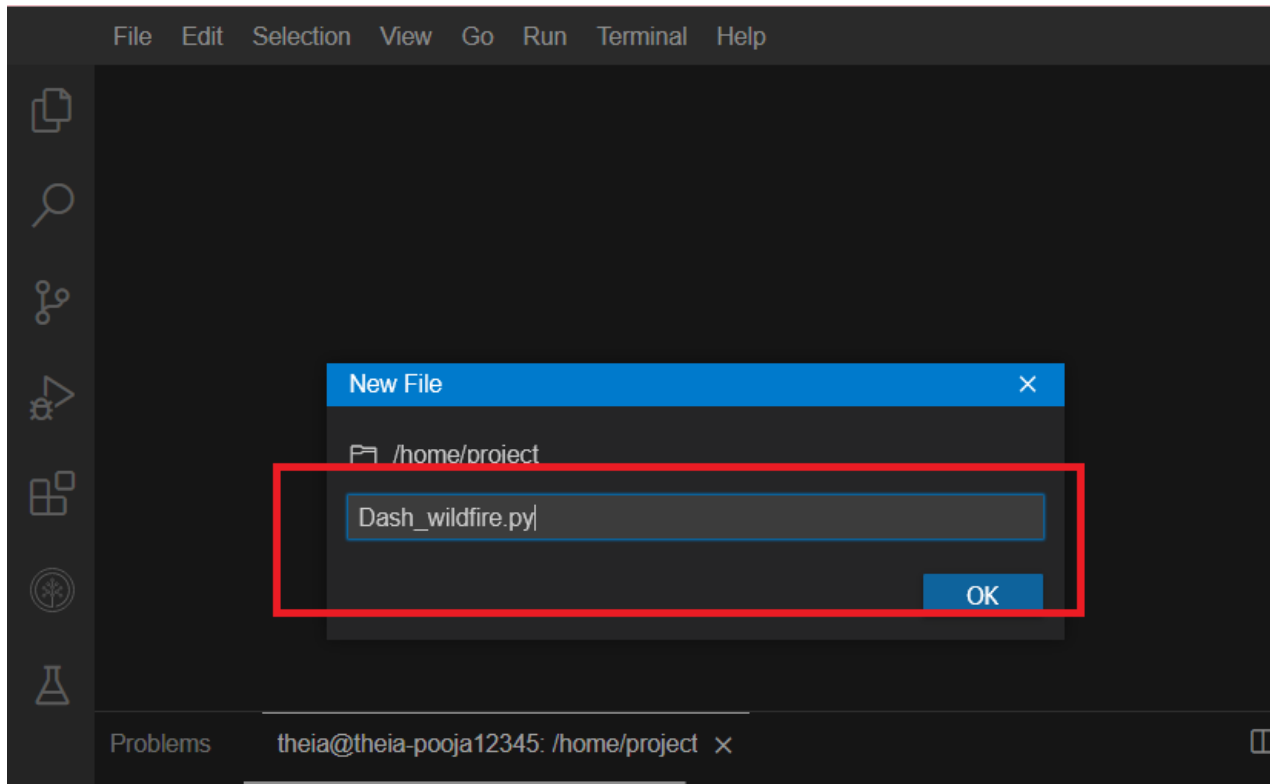 File Edit Selection View Go Run Terminal Help
New File
/home/project
Dash_wildfire.py
OK
Problems theia@theia-pooja12345: /home/project